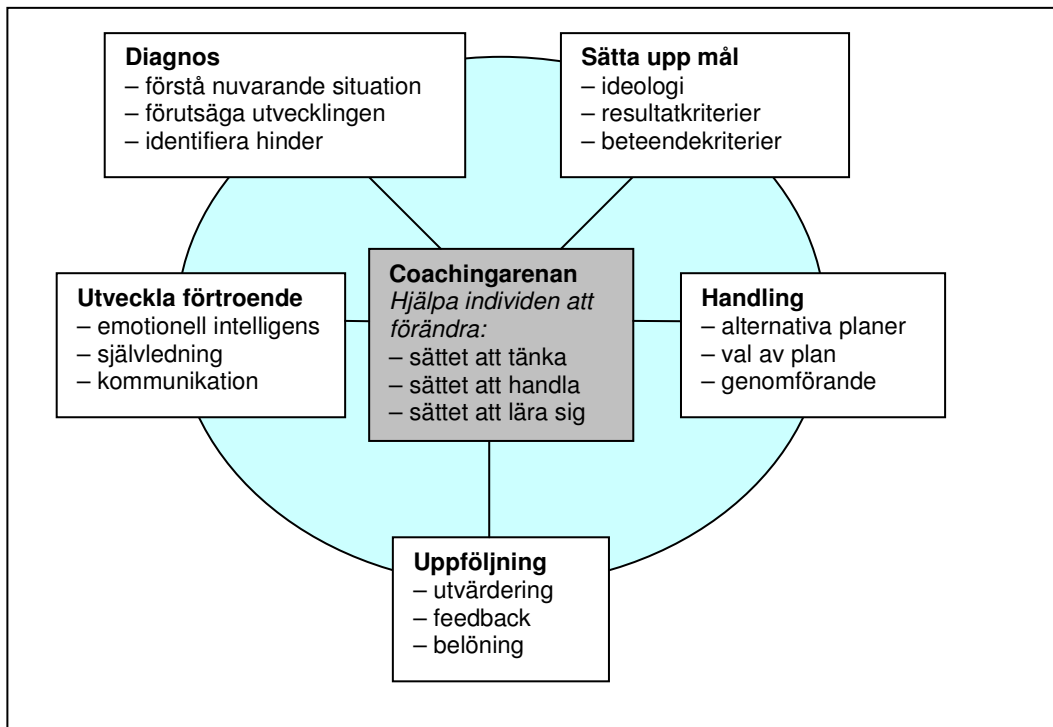 Diagnos
– förstå nuvarande situation
– förutsäga utvecklingen
– identifiera hinder
Sätta upp mål
– ideologi
– resultatkriterier
– beteendekriterier
Utveckla förtroende
– emotionell intelligens
– självledning
– kommunikation
Coachingarenan
Hjälpa individen att
förändra:
– sättet att tänka
– sättet att handla
– sättet att lära sig
Handling
– alternativa planer
– val av plan
– genomförande
Uppföljning
– utvärdering
– feedback
– belöning